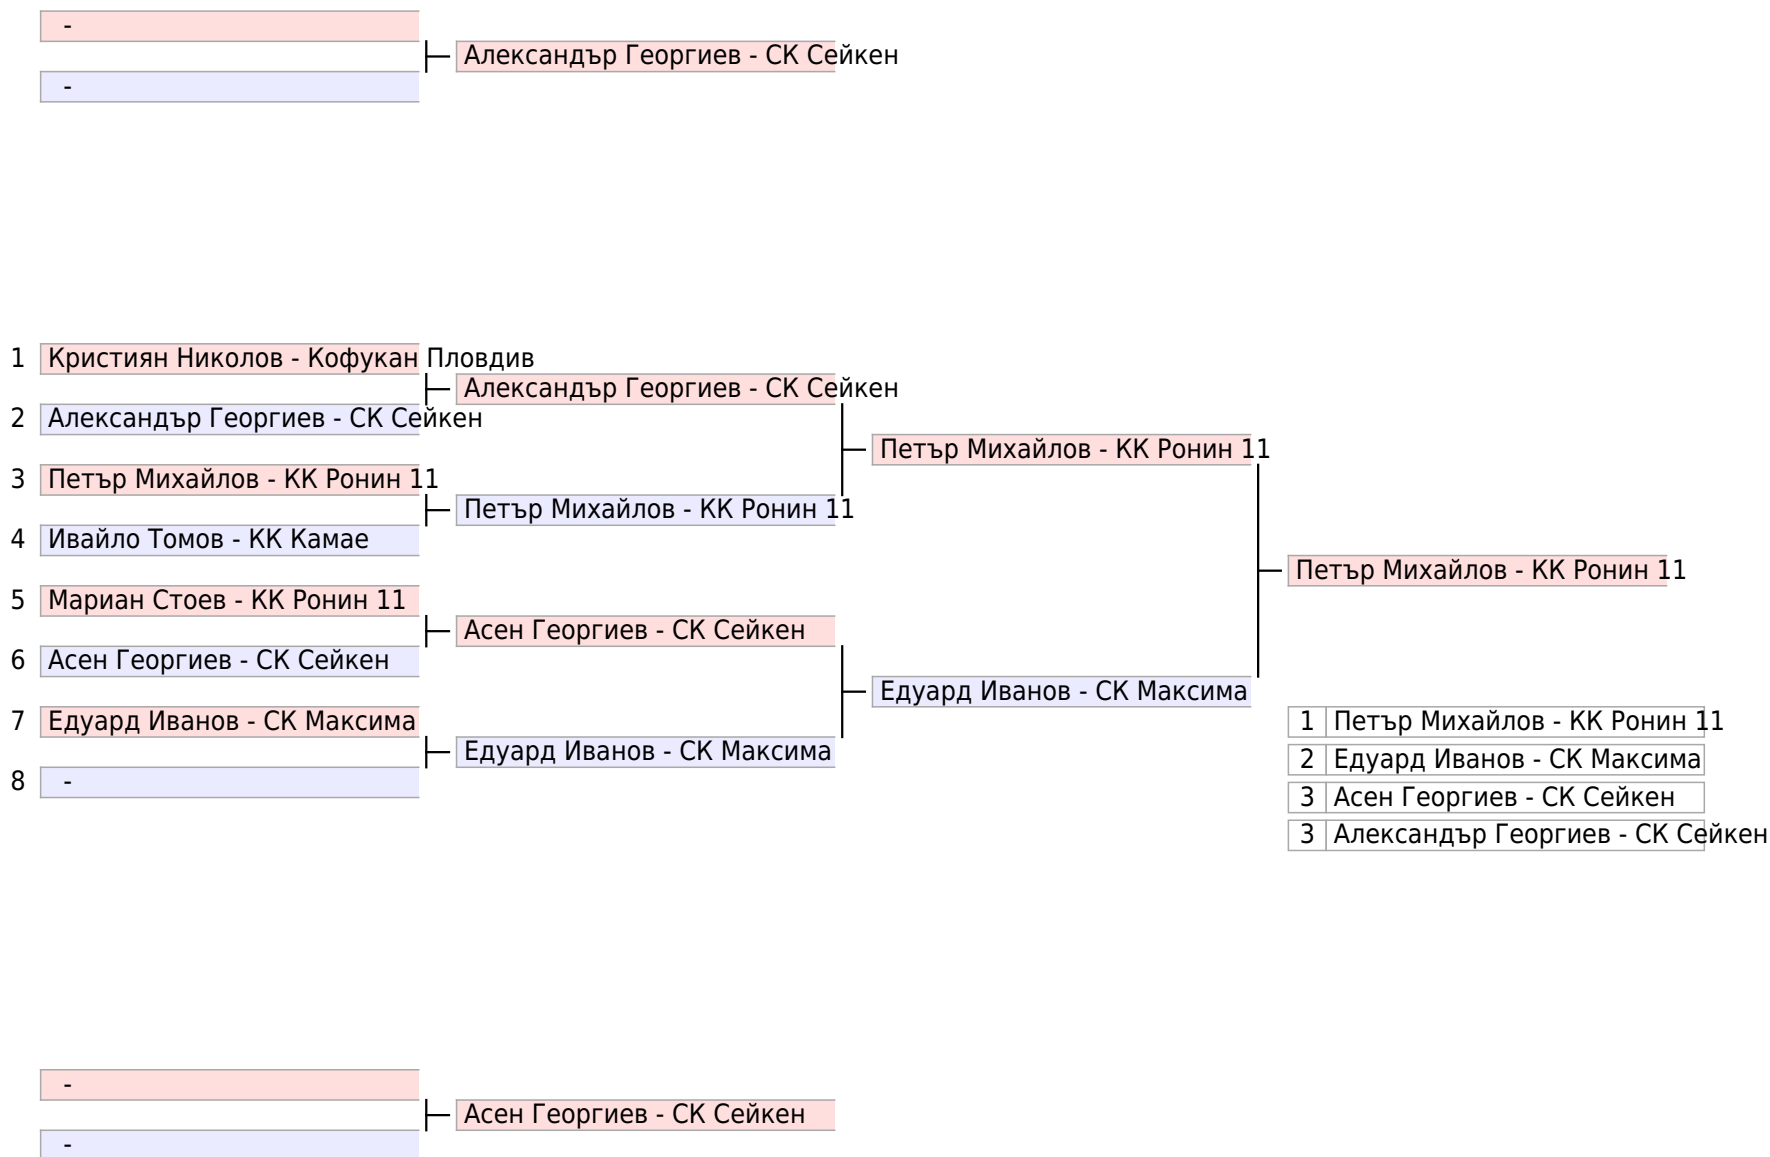 -
Александър Георгиев - СК Сейкен
-
1 Кристиян Николов - Кофукан Пловдив
Александър Георгиев - СК Сейкен
2 Александър Георгиев - СК Сейкен
Петър Михайлов - КК Ронин 11
3 Петър Михайлов - КК Ронин 11
Петър Михайлов - КК Ронин 11
4 Ивайло Томов - КК Камае
Петър Михайлов - КК Ронин 11
5 Мариан Стоев - КК Ронин 11
Асен Георгиев - СК Сейкен
6 Асен Георгиев - СК Сейкен
Едуард Иванов - СК Максима
7 Едуард Иванов - СК Максима
Едуард Иванов - СК Максима
8 -
1 Петър Михайлов - КК Ронин 11
2 Едуард Иванов - СК Максима
3 Асен Георгиев - СК Сейкен
3 Александър Георгиев - СК Сейкен
-
Асен Георгиев - СК Сейкен
-